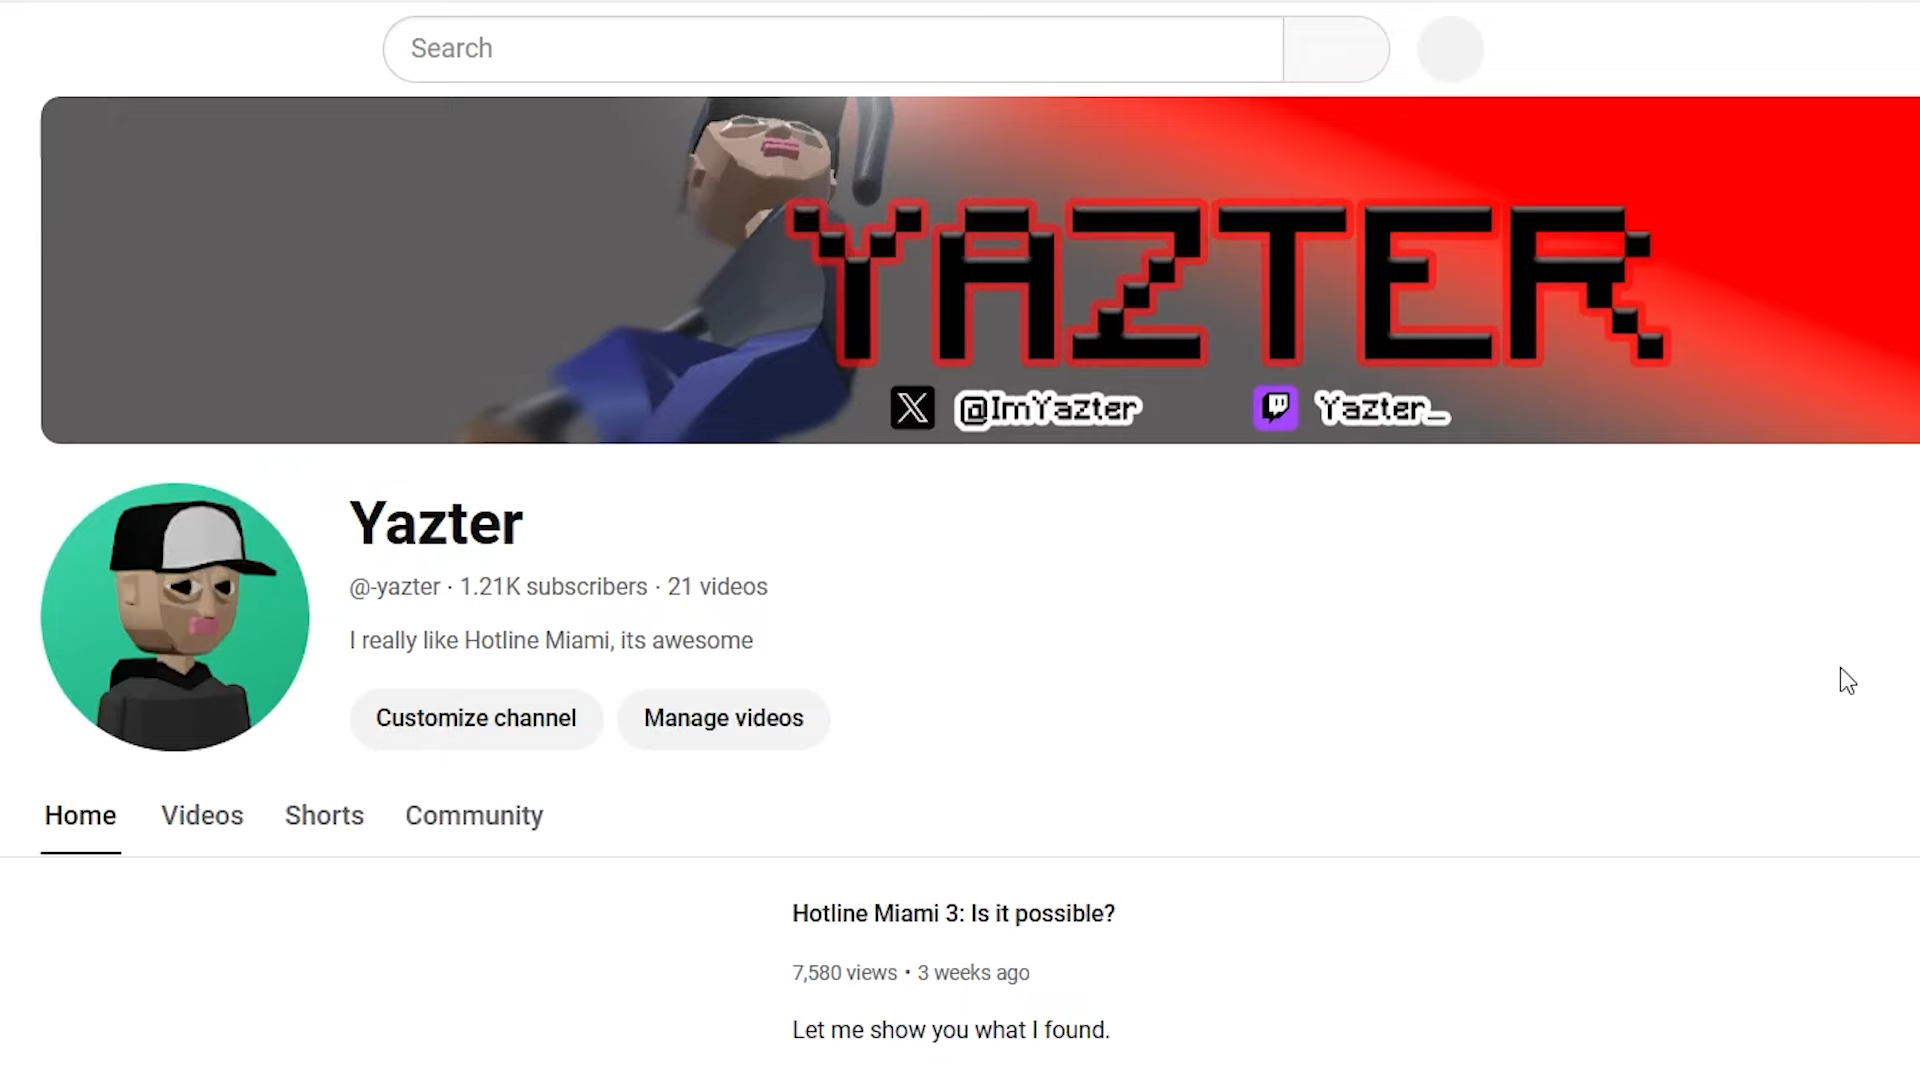 Search
YAZTER
@ImYazter
Yazter_
Yazter
@-yazter · 1.21K subscribers · 21 videos
I really like Hotline Miami, its awesome
Customize channel Manage videos
Home Videos Shorts Community
Hotline Miami 3: Is it possible?
7,580 views • 3 weeks ago
Let me show you what I found.